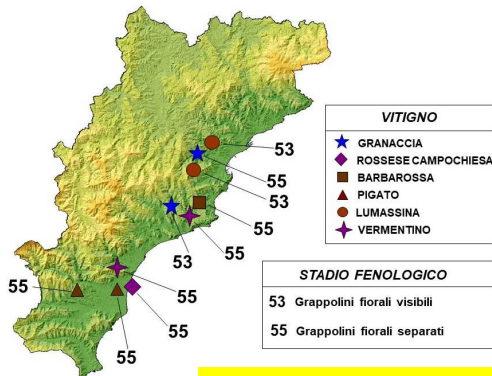 53
55
53
55
55
53
55
55
55
55
VITIGNO
GRANACCIA
ROSSESE CAMPOCHIESA
BARBAROSSA
PIGATO
LUMASSINA
VERMENTINO
STADIO FENOLOGICO
53 Grappolini fiorali visibili
55 Grappolini fiorali separati